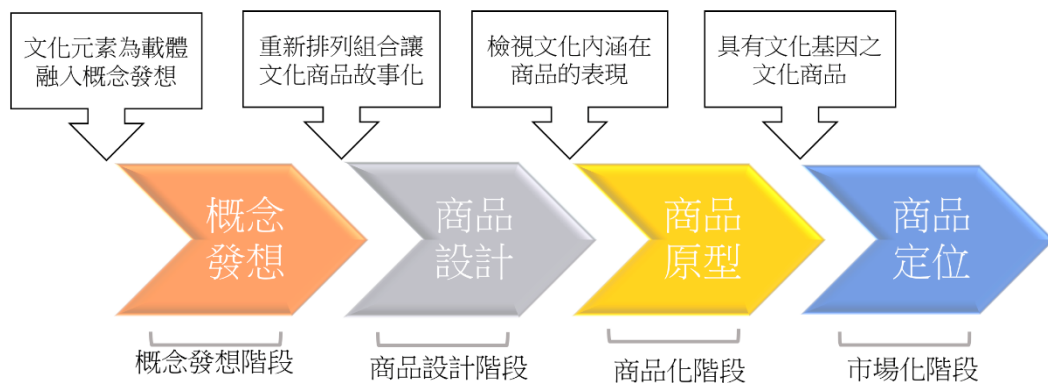 文化元素為載體
融入概念發想
重新排列組合讓
文化商品故事化
檢視文化內涵在
商品的表現
具有文化基因之
文化商品
概念
發想
商品
設計
商品
原型
商品
定位
概念發想階段
商品設計階段
商品化階段
市場化階段